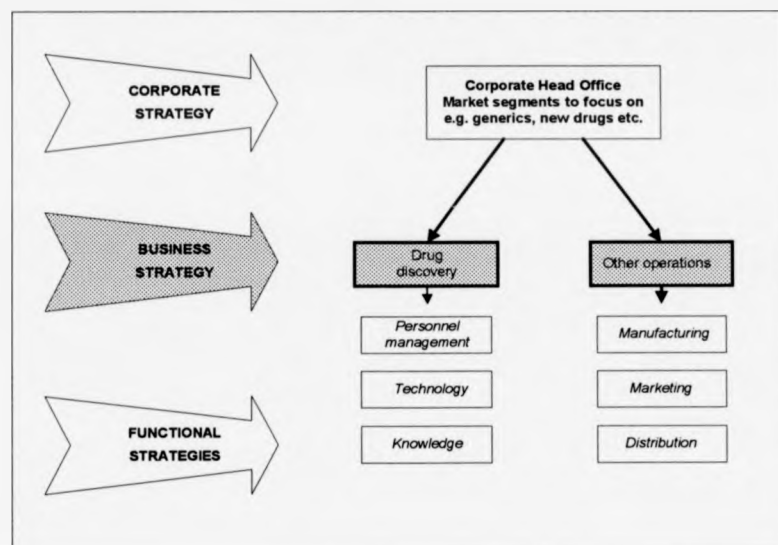 CORPORATE
STRATEGY
Corporate Head Office
Market segments to focus on
e.g. generics, new drugs etc.
BUSINESS
STRATEGY
Drug
discovery
Other operations
Personnel
management
Manufacturing
Technology
Marketing
FUNCTIONAL
STRATEGIES
Knowledge
Distribution